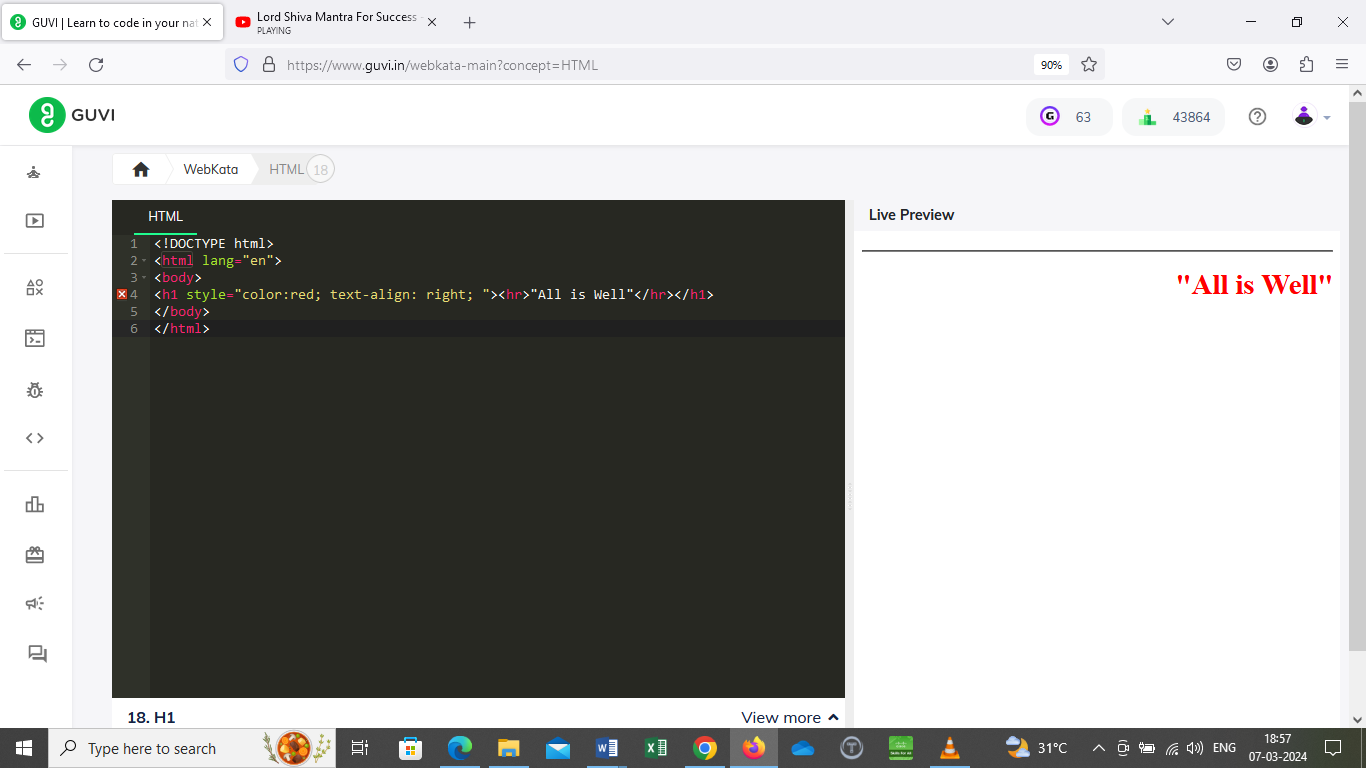 GUVI | Learn to code in your nat
Lord Shiva Mantra For Success -
PLAYING
https://www.guvi.in/webkata-main?concept=HTML
90%
GUVI
G
63
43864
WebKata
HTML
18
HTML
Live Preview
1 <!DOCTYPE html>
2 <html lang="en">
3 <body>
4 <h1 style="color:red; text-align: right; "><hr>"All is Well"</hr></h1>
5 </body>
6 </html>
"All is Well"
18. H1
View more
Type here to search
31°C
ENG
18:57
07-03-2024